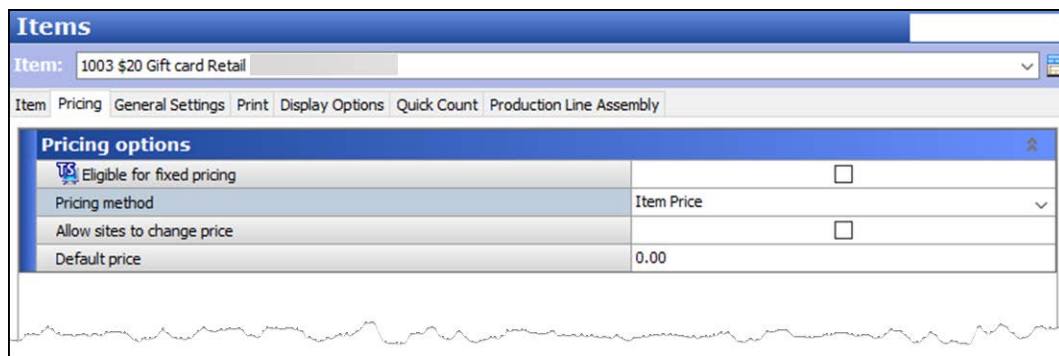 Items
Item: 1003 $20 Gift card Retail
Item Pricing General Settings Print Display Options Quick Count Production Line Assembly
Pricing options
TS Eligible for fixed pricing
Pricing method Item Price
Allow sites to change price
Default price 0.00